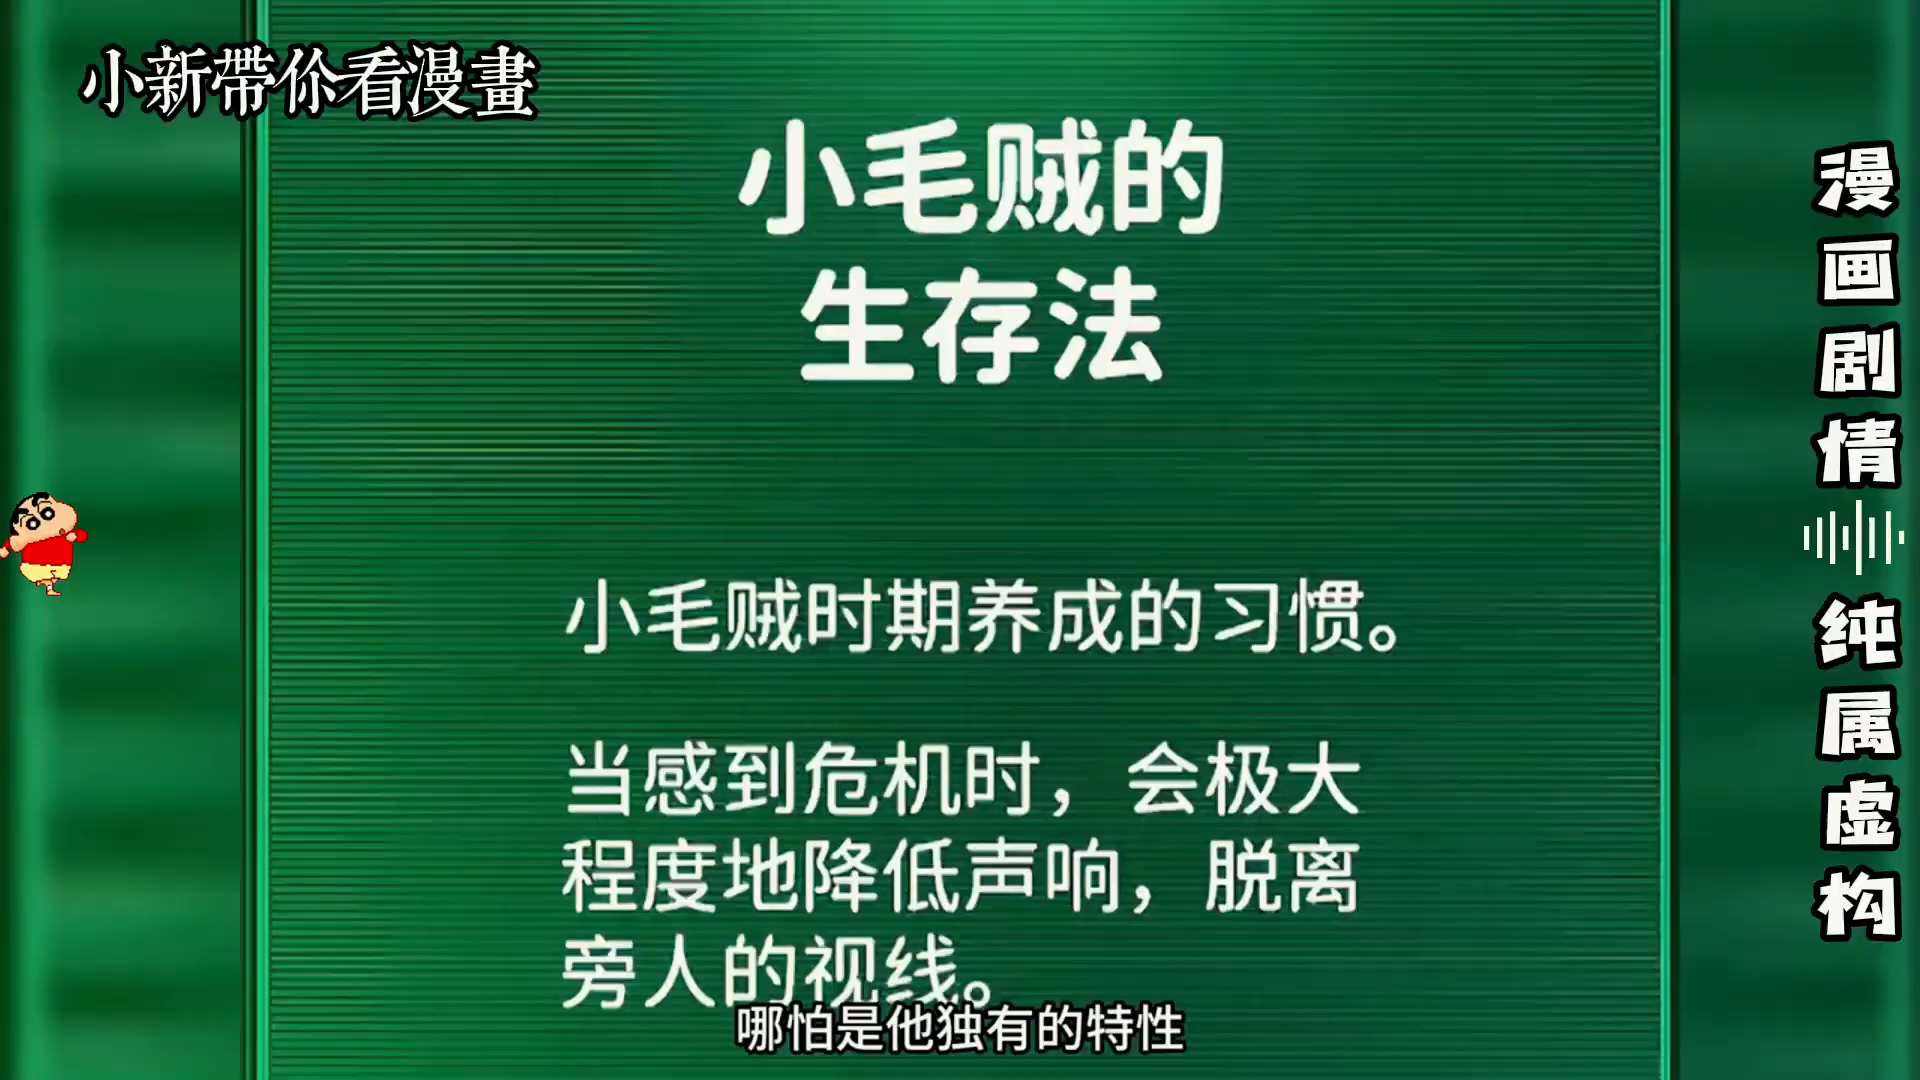 小新帶你看漫畫
小毛贼的
生存法
小毛贼时期养成的习惯。
当感到危机时，会极大
程度地降低声响，脱离
旁人的视线。
哪怕是他独有的特性
漫画剧情
纯属虚构